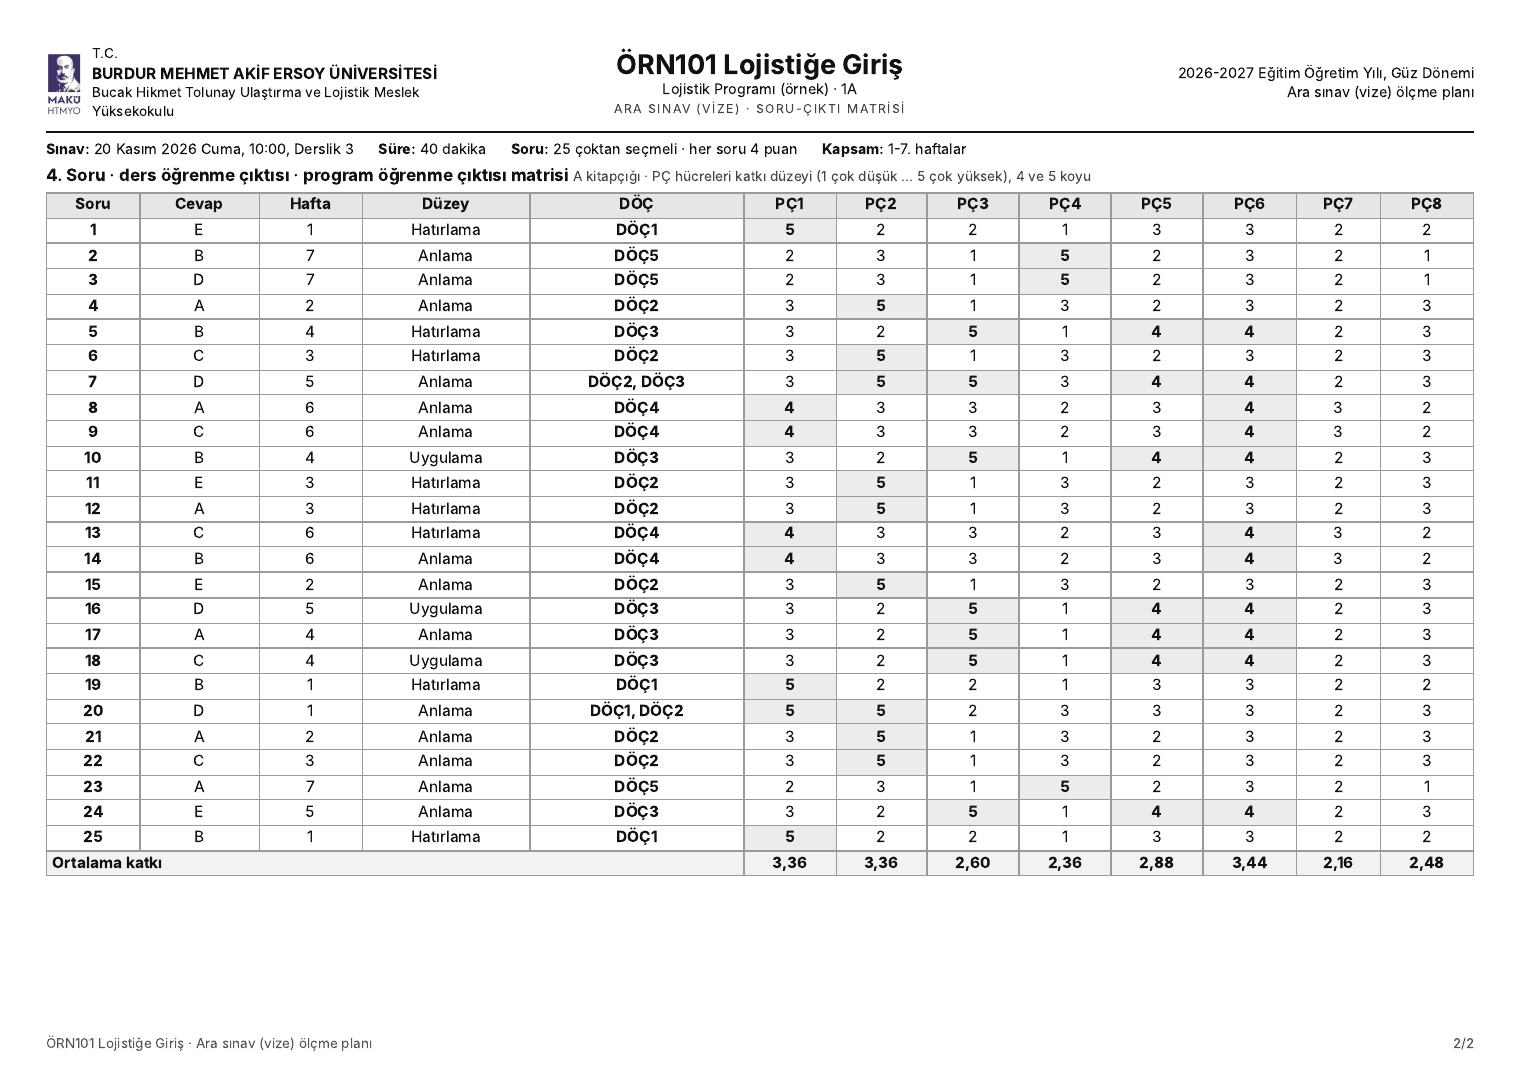 T.C.
BURDUR MEHMET AKİF ERSOY ÜNİVERSİTESİ
Bucak Hikmet Tolunay Ulaştırma ve Lojistik Meslek
Yüksekokulu
MAKÜ
HTMYO
ÖRN101 Lojistiğe Giriş
Lojistik Programı (örnek) · 1A
ARA SINAV (VİZE) · SORU-ÇIKTI MATRİSİ
2026-2027 Eğitim Öğretim Yılı, Güz Dönemi
Ara sınav (vize) ölçme planı
Sınav: 20 Kasım 2026 Cuma, 10:00, Derslik 3 Süre: 40 dakika Soru: 25 çoktan seçmeli · her soru 4 puan Kapsam: 1-7. haftalar
4. Soru · ders öğrenme çıktısı · program öğrenme çıktısı matrisi A kitapçığı · PÇ hücreleri katkı düzeyi (1 çok düşük … 5 çok yüksek), 4 ve 5 koyu
Soru Cevap Hafta Düzey DÖÇ PÇ1 PÇ2 PÇ3 PÇ4 PÇ5 PÇ6 PÇ7 PÇ8
1 E 1 Hatırlama DÖÇ1 5 2 2 1 3 3 2 2
2 B 7 Anlama DÖÇ5 2 3 1 5 2 3 2 1
3 D 7 Anlama DÖÇ5 2 3 1 5 2 3 2 1
4 A 2 Anlama DÖÇ2 3 5 1 3 2 3 2 3
5 B 4 Hatırlama DÖÇ3 3 2 5 1 4 4 2 3
6 C 3 Hatırlama DÖÇ2 3 5 1 3 2 3 2 3
7 D 5 Anlama DÖÇ2, DÖÇ3 3 5 5 3 4 4 2 3
8 A 6 Anlama DÖÇ4 4 3 3 2 3 4 3 2
9 C 6 Anlama DÖÇ4 4 3 3 2 3 4 3 2
10 B 4 Uygulama DÖÇ3 3 2 5 1 4 4 2 3
11 E 3 Hatırlama DÖÇ2 3 5 1 3 2 3 2 3
12 A 3 Hatırlama DÖÇ2 3 5 1 3 2 3 2 3
13 C 6 Hatırlama DÖÇ4 4 3 3 2 3 4 3 2
14 B 6 Anlama DÖÇ4 4 3 3 2 3 4 3 2
15 E 2 Anlama DÖÇ2 3 5 1 3 2 3 2 3
16 D 5 Uygulama DÖÇ3 3 2 5 1 4 4 2 3
17 A 4 Anlama DÖÇ3 3 2 5 1 4 4 2 3
18 C 4 Uygulama DÖÇ3 3 2 5 1 4 4 2 3
19 B 1 Hatırlama DÖÇ1 5 2 2 1 3 3 2 2
20 D 1 Anlama DÖÇ1, DÖÇ2 5 5 2 3 3 3 2 3
21 A 2 Anlama DÖÇ2 3 5 1 3 2 3 2 3
22 C 3 Anlama DÖÇ2 3 5 1 3 2 3 2 3
23 A 7 Anlama DÖÇ5 2 3 1 5 2 3 2 1
24 E 5 Anlama DÖÇ3 3 2 5 1 4 4 2 3
25 B 1 Hatırlama DÖÇ1 5 2 2 1 3 3 2 2
Ortalama katkı 3,36 3,36 2,60 2,36 2,88 3,44 2,16 2,48
ÖRN101 Lojistiğe Giriş · Ara sınav (vize) ölçme planı
2/2